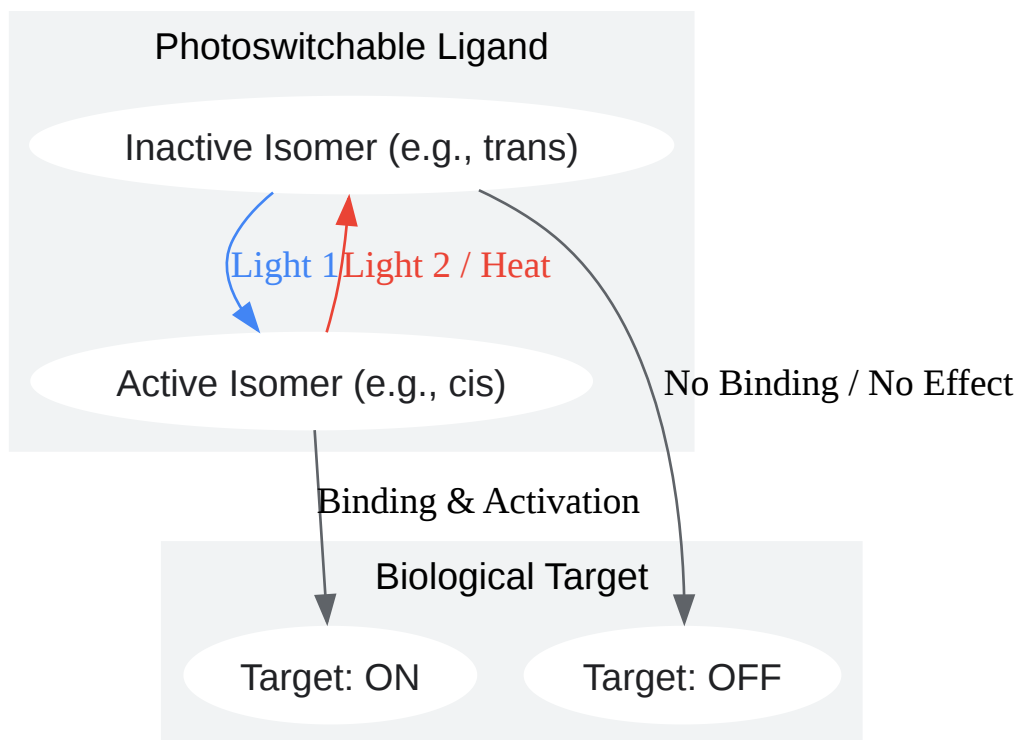 Photoswitchable Ligand
Inactive Isomer (e.g., trans)
Light 1
Light 2 / Heat
Active Isomer (e.g., cis)
No Binding / No Effect
Binding & Activation
Biological Target
Target: ON
Target: OFF